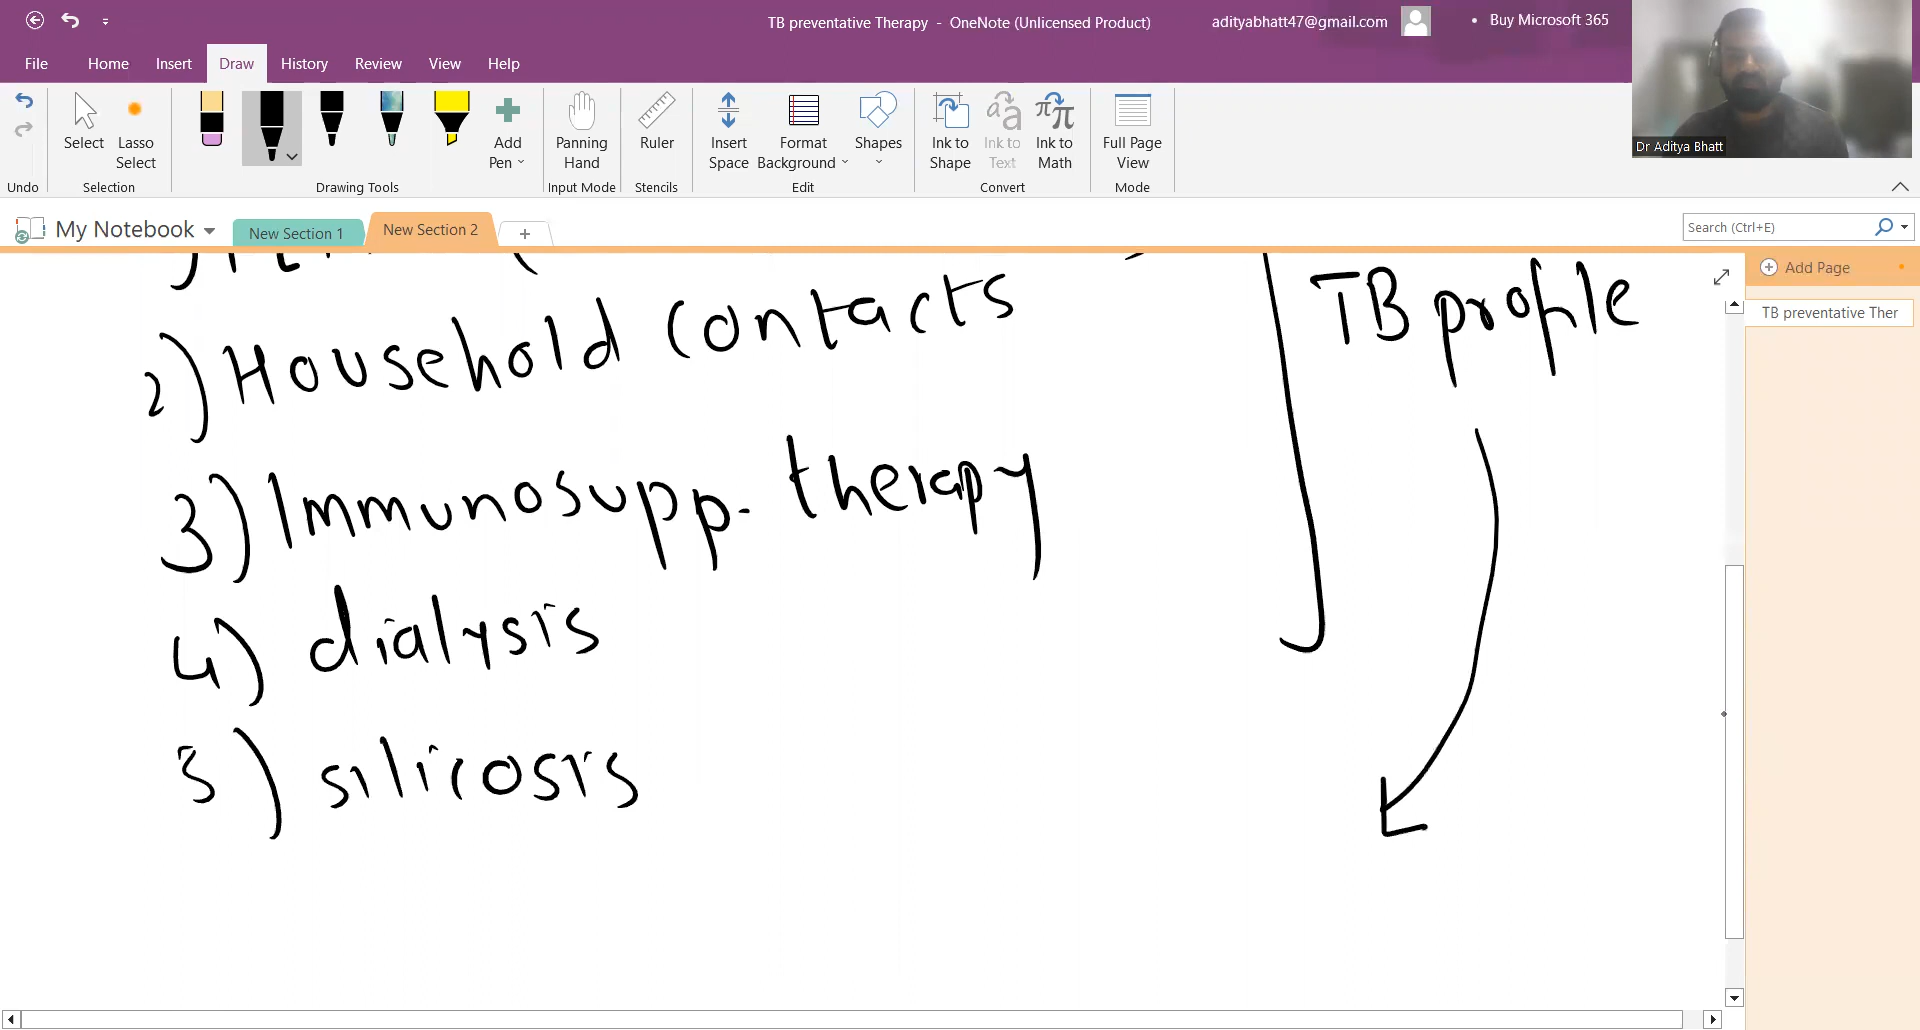 TB preventative Therapy - OneNote (Unlicensed Product)
adityabhatt47@gmail.com
Buy Microsoft 365
File Home Insert Draw History Review View Help
Select
Lasso Select
Add Pen
Panning Hand
Ruler
Insert Space
Format Background
Shapes
Ink to Shape
Ink to Text
Ink to Math
Full Page View
Dr Aditya Bhatt
Undo Selection Drawing Tools Input Mode Stencils Edit Convert Mode
My Notebook New Section 1 New Section 2
Search (Ctrl+E)
Add Page
TB preventative Ther
TB profile
2) Household contacts
3) Immunosupp. therapy
4) dialysis
5) silicosis